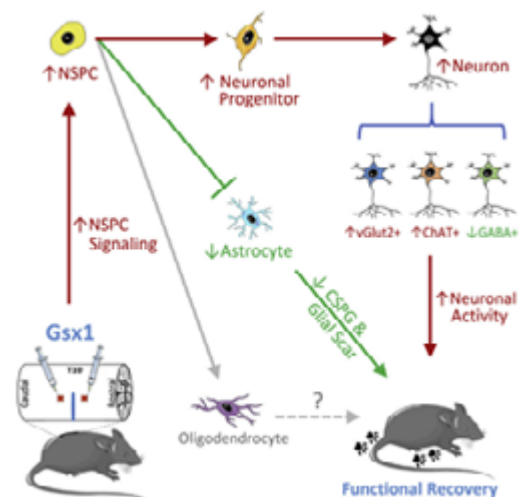 ↑NSPC
↑ Neuronal
Progenitor
↑Neuron
↑vGlut2+
↑ChAT+
↓GABA+
↑NSPC
Signaling
↓Astrocyte
↓ CSPG &
Glial Scar
↑Neuronal
Activity
Gsx1
Caudal
Oligodendrocyte
?
Functional Recovery